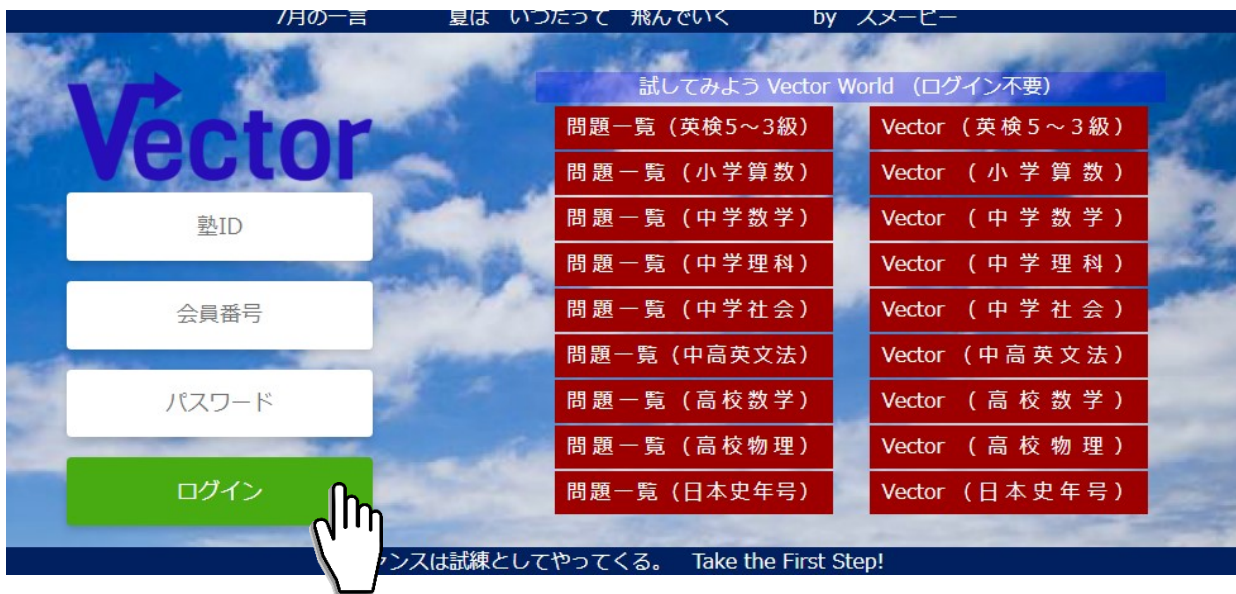 7月の一言 夏は いつだって 飛んでいく by スヌーピー
Vector
塾ID
会員番号
パスワード
ログイン
試してみよう Vector World (ログイン不要)
問題一覧 (英検5～3級) Vector (英検5～3級)
問題一覧 (小学算数) Vector (小学算数)
問題一覧 (中学数学) Vector (中学数学)
問題一覧 (中学理科) Vector (中学理科)
問題一覧 (中学社会) Vector (中学社会)
問題一覧 (中高英文法) Vector (中高英文法)
問題一覧 (高校数学) Vector (高校数学)
問題一覧 (高校物理) Vector (高校物理)
問題一覧 (日本史年号) Vector (日本史年号)
ャンスは試練としてやってくる。 Take the First Step!